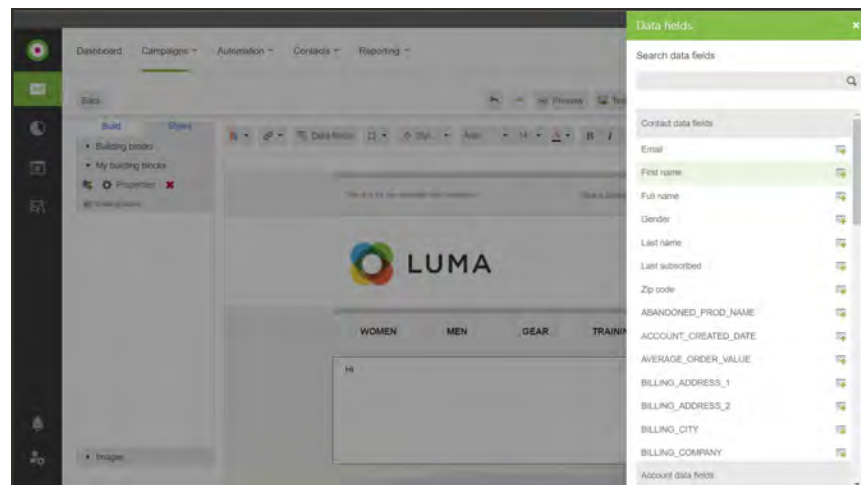 Data fields
Dashboard Campaigns Automation Contacts Reporting
Search data fields
Back Preview
Build Styles
Data fields 14 B I
Building blocks
My building blocks
Properties
Contact data fields
Email
First name
Full name
Gender
Last name
Last subscribed
Zip code
LUMA
ABANDONED_PROD_NAME
WOMEN MEN GEAR
ACCOUNT_CREATED_DATE
AVERAGE_ORDER_VALUE
Hi
BILLING_ADDRESS_1
BILLING_ADDRESS_2
BILLING_CITY
BILLING_COMPANY
Images
Account data fields